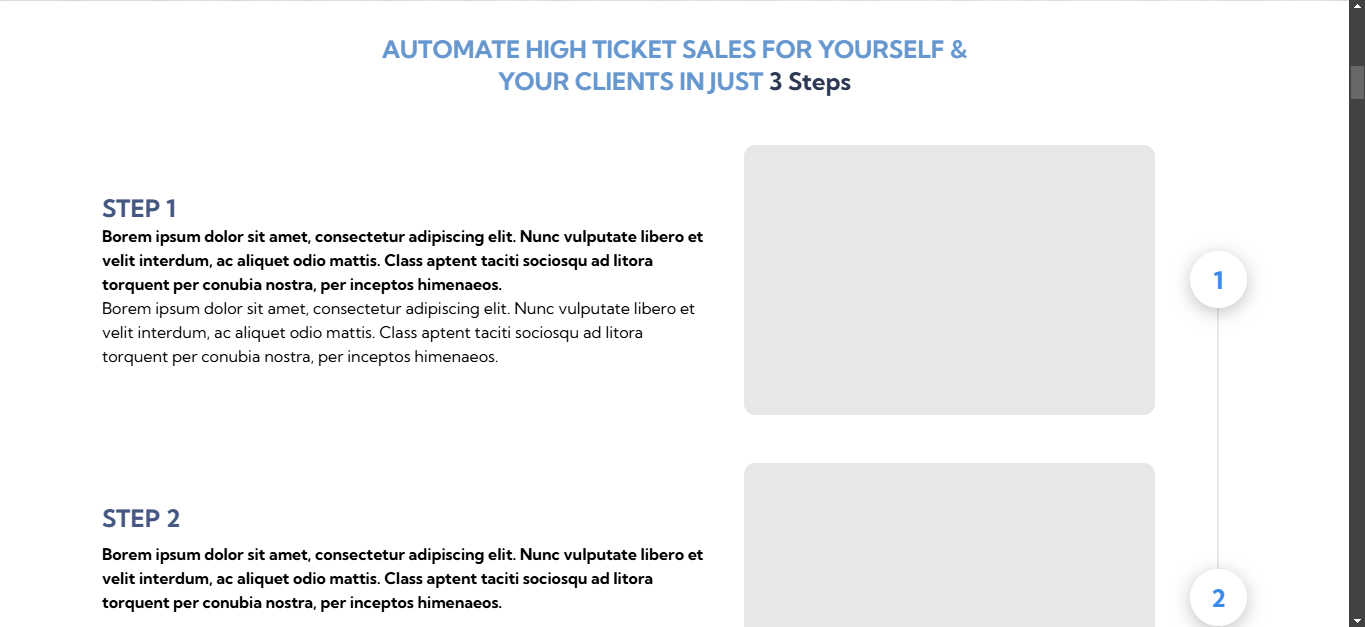 AUTOMATE HIGH TICKET SALES FOR YOURSELF &
YOUR CLIENTS IN JUST 3 Steps
STEP 1
Borem ipsum dolor sit amet, consectetur adipiscing elit. Nunc vulputate libero et
velit interdum, ac aliquet odio mattis. Class aptent taciti sociosqu ad litora
torquent per conubia nostra, per inceptos himenaeos.
Borem ipsum dolor sit amet, consectetur adipiscing elit. Nunc vulputate libero et
velit interdum, ac aliquet odio mattis. Class aptent taciti sociosqu ad litora
torquent per conubia nostra, per inceptos himenaeos.
1
STEP 2
Borem ipsum dolor sit amet, consectetur adipiscing elit. Nunc vulputate libero et
velit interdum, ac aliquet odio mattis. Class aptent taciti sociosqu ad litora
torquent per conubia nostra, per inceptos himenaeos.
2